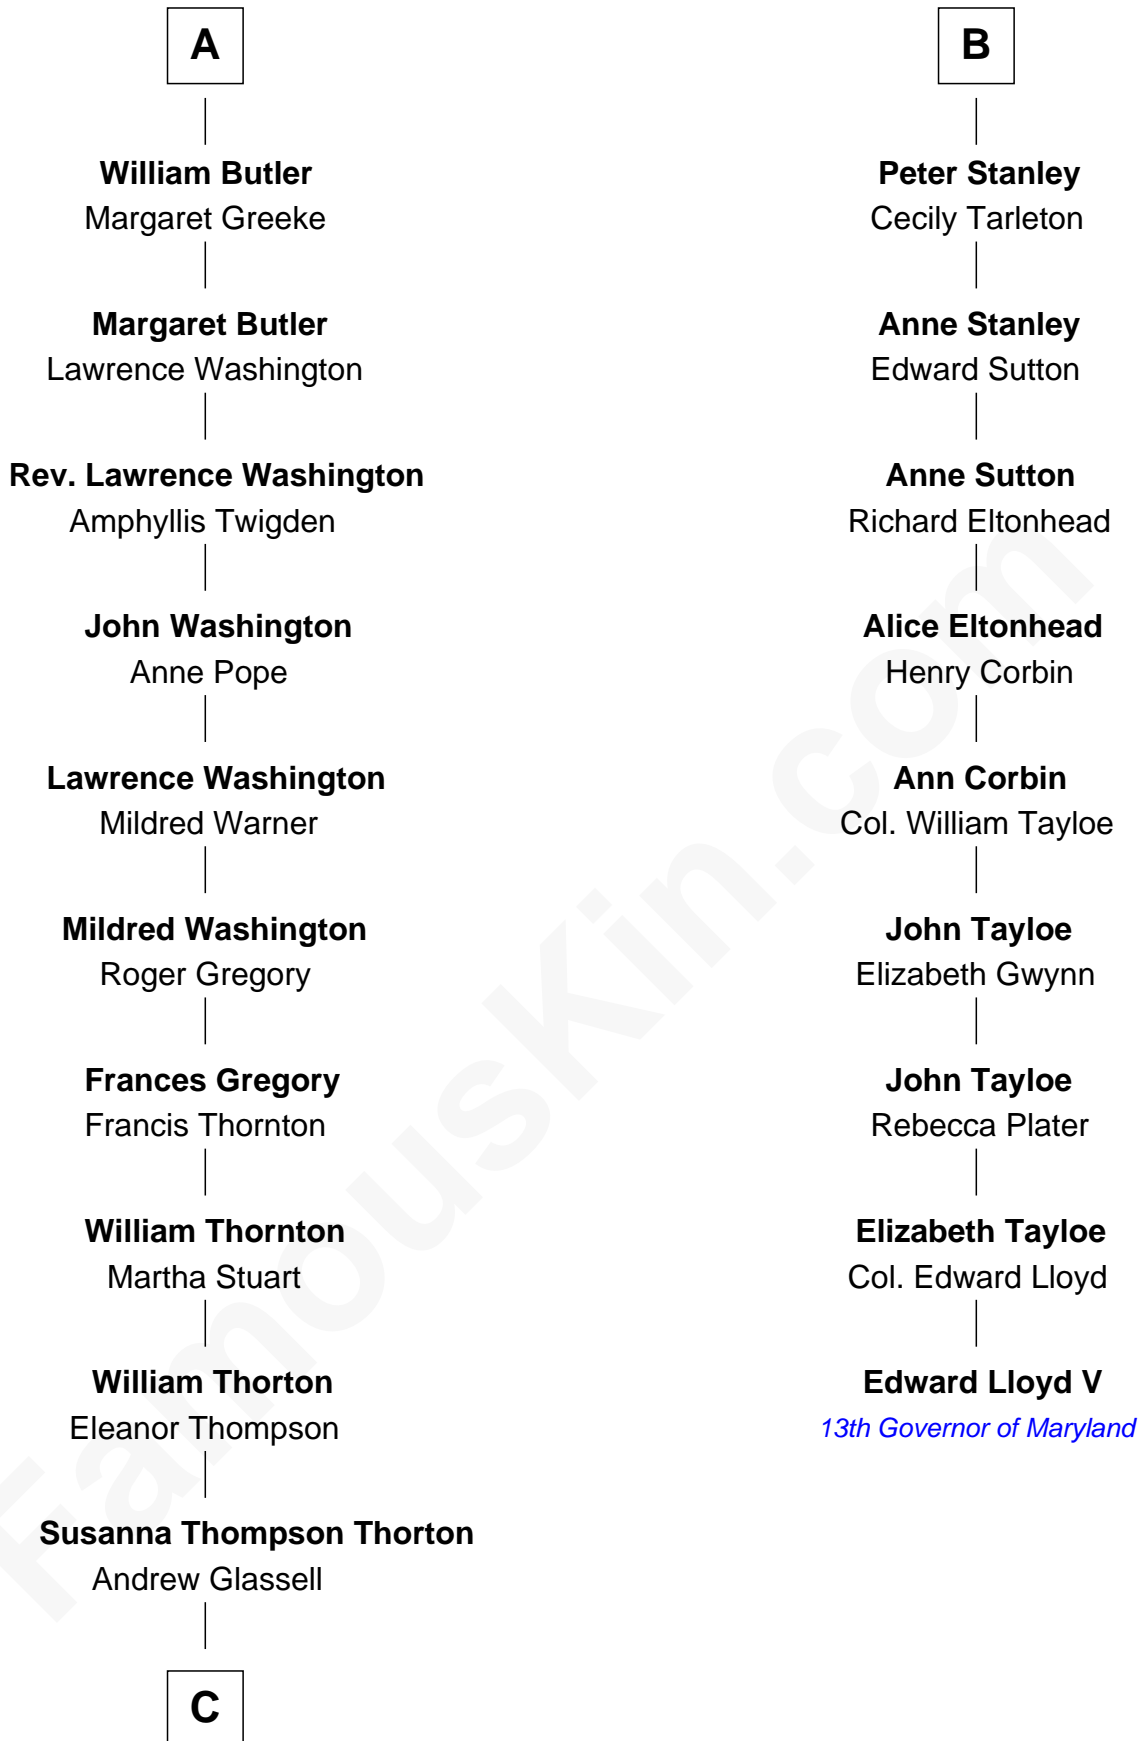 A
William Butler
Margaret Greeke
Margaret Butler
Lawrence Washington
Rev. Lawrence Washington
Amphyllis Twigden
John Washington
Anne Pope
Lawrence Washington
Mildred Warner
Mildred Washington
Roger Gregory
Frances Gregory
Francis Thornton
William Thornton
Martha Stuart
William Thorton
Eleanor Thompson
Susanna Thompson Thorton
Andrew Glassell
C
B
Peter Stanley
Cecily Tarleton
Anne Stanley
Edward Sutton
Anne Sutton
Richard Eltonhead
Alice Eltonhead
Henry Corbin
Ann Corbin
Col. William Tayloe
John Tayloe
Elizabeth Gwynn
John Tayloe
Rebecca Plater
Elizabeth Tayloe
Col. Edward Lloyd
Edward Lloyd V
13th Governor of Maryland
FamousKin.com